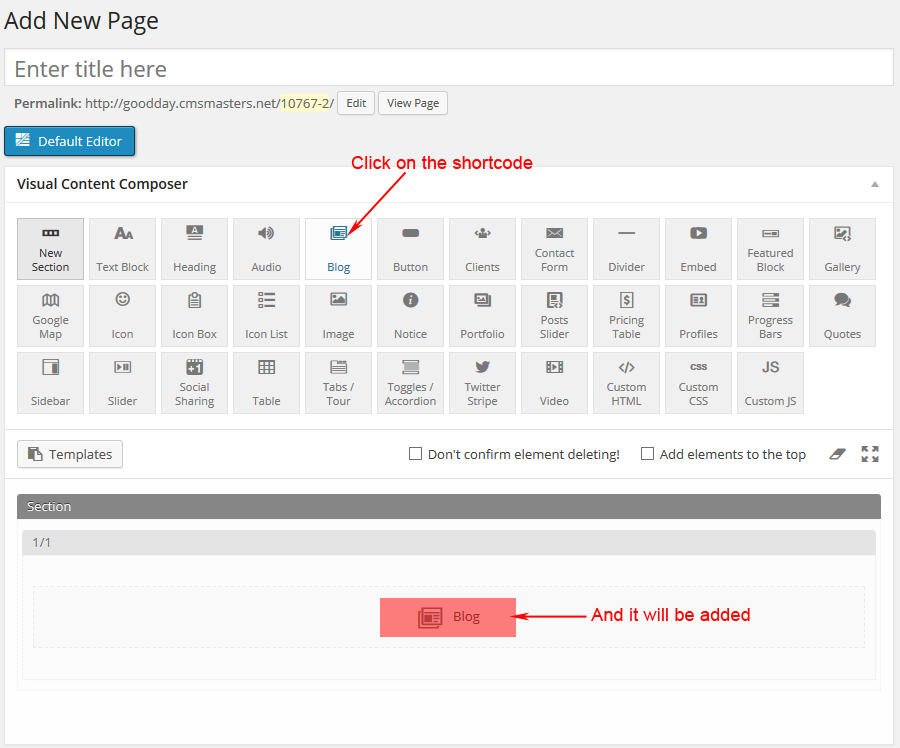 Add New Page
Enter title here
Permalink: http://goodday.cmsmasters.net/10767-2/ Edit View Page
Default Editor
Click on the shortcode
Visual Content Composer
New Section
Text Block
Heading
Audio
Blog
Button
Clients
Contact Form
Divider
Embed
Featured Block
Gallery
Google Map
Icon
Icon Box
Icon List
Image
Notice
Portfolio
Posts Slider
Pricing Table
Profiles
Progress Bars
Quotes
Sidebar
Slider
+1
Social Sharing
Table
Tabs / Tour
Toggles / Accordion
Twitter Stripe
Video
Custom HTML
CSS
Custom CSS
JS
Custom JS
Templates Don't confirm element deleting! Add elements to the top
Section
1/1
Blog And it will be added